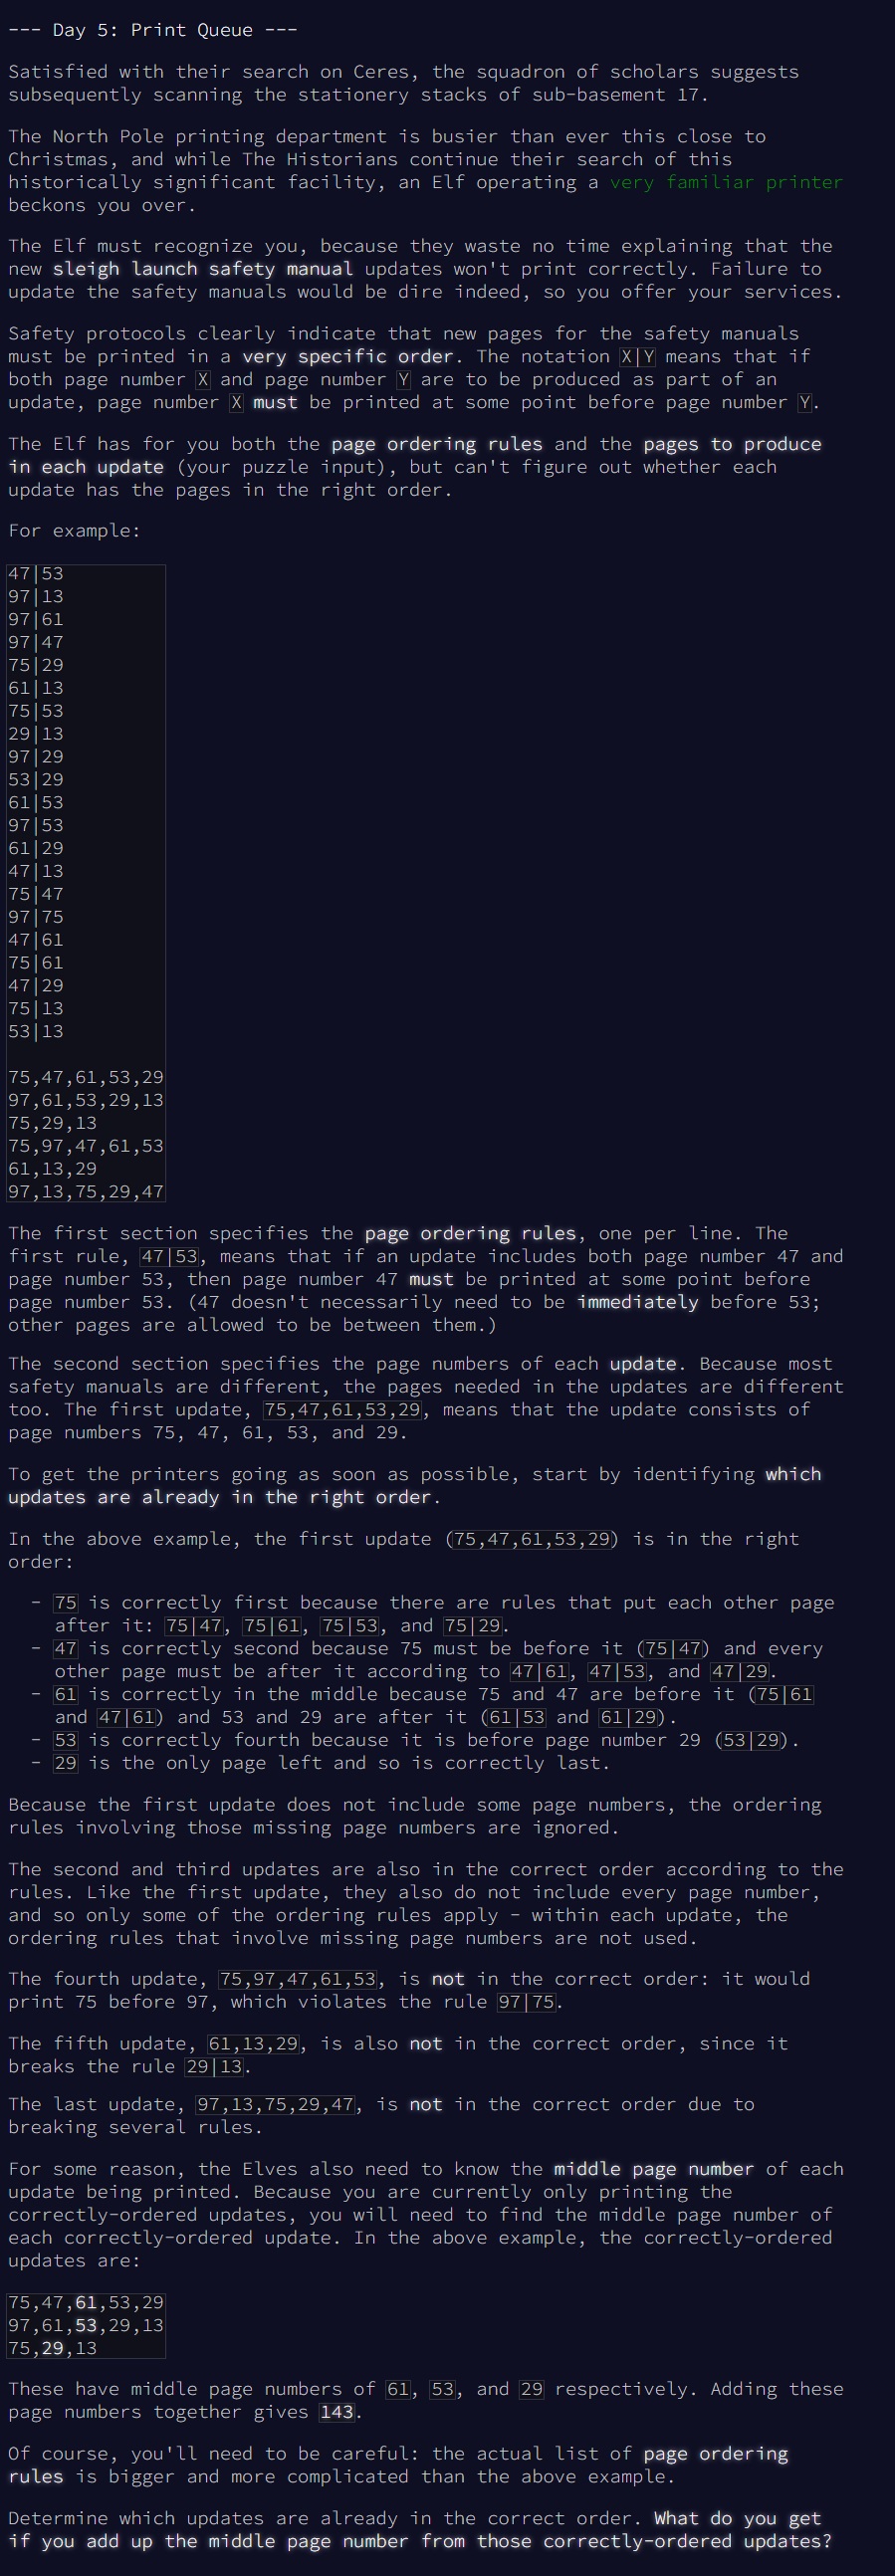 --- Day 5: Print Queue ---
Satisfied with their search on Ceres, the squadron of scholars suggests
subsequently scanning the stationery stacks of sub-basement 17.
The North Pole printing department is busier than ever this close to
Christmas, and while The Historians continue their search of this
historically significant facility, an Elf operating a very familiar printer
beckons you over.
The Elf must recognize you, because they waste no time explaining that the
new sleigh launch safety manual updates won't print correctly. Failure to
update the safety manuals would be dire indeed, so you offer your services.
Safety protocols clearly indicate that new pages for the safety manuals
must be printed in a very specific order. The notation X|Y means that if
both page number X and page number Y are to be produced as part of an
update, page number X must be printed at some point before page number Y.
The Elf has for you both the page ordering rules and the pages to produce
in each update (your puzzle input), but can't figure out whether each
update has the pages in the right order.
For example:
47|53
97|13
97|61
97|47
75|29
61|13
75|53
29|13
97|29
53|29
61|53
97|53
61|29
47|13
75|47
97|75
47|61
75|61
47|29
75|13
53|13
75,47,61,53,29
97,61,53,29,13
75,29,13
75,97,47,61,53
61,13,29
97,13,75,29,47
The first section specifies the page ordering rules, one per line. The
first rule, 47|53, means that if an update includes both page number 47 and
page number 53, then page number 47 must be printed at some point before
page number 53. (47 doesn't necessarily need to be immediately before 53;
other pages are allowed to be between them.)
The second section specifies the page numbers of each update. Because most
safety manuals are different, the pages needed in the updates are different
too. The first update, 75,47,61,53,29, means that the update consists of
page numbers 75, 47, 61, 53, and 29.
To get the printers going as soon as possible, start by identifying which
updates are already in the right order.
In the above example, the first update (75,47,61,53,29) is in the right
order:
- 75 is correctly first because there are rules that put each other page
after it: 75|47, 75|61, 75|53, and 75|29.
- 47 is correctly second because 75 must be before it (75|47) and every
other page must be after it according to 47|61, 47|53, and 47|29.
- 61 is correctly in the middle because 75 and 47 are before it (75|61
and 47|61) and 53 and 29 are after it (61|53 and 61|29).
- 53 is correctly fourth because it is before page number 29 (53|29).
- 29 is the only page left and so is correctly last.
Because the first update does not include some page numbers, the ordering
rules involving those missing page numbers are ignored.
The second and third updates are also in the correct order according to the
rules. Like the first update, they also do not include every page number,
and so only some of the ordering rules apply - within each update, the
ordering rules that involve missing page numbers are not used.
The fourth update, 75,97,47,61,53, is not in the correct order: it would
print 75 before 97, which violates the rule 97|75.
The fifth update, 61,13,29, is also not in the correct order, since it
breaks the rule 29|13.
The last update, 97,13,75,29,47, is not in the correct order due to
breaking several rules.
For some reason, the Elves also need to know the middle page number of each
update being printed. Because you are currently only printing the
correctly-ordered updates, you will need to find the middle page number of
each correctly-ordered update. In the above example, the correctly-ordered
updates are:
75,47,61,53,29
97,61,53,29,13
75,29,13
These have middle page numbers of 61, 53, and 29 respectively. Adding these
page numbers together gives 143.
Of course, you'll need to be careful: the actual list of page ordering
rules is bigger and more complicated than the above example.
Determine which updates are already in the correct order. What do you get
if you add up the middle page number from those correctly-ordered updates?